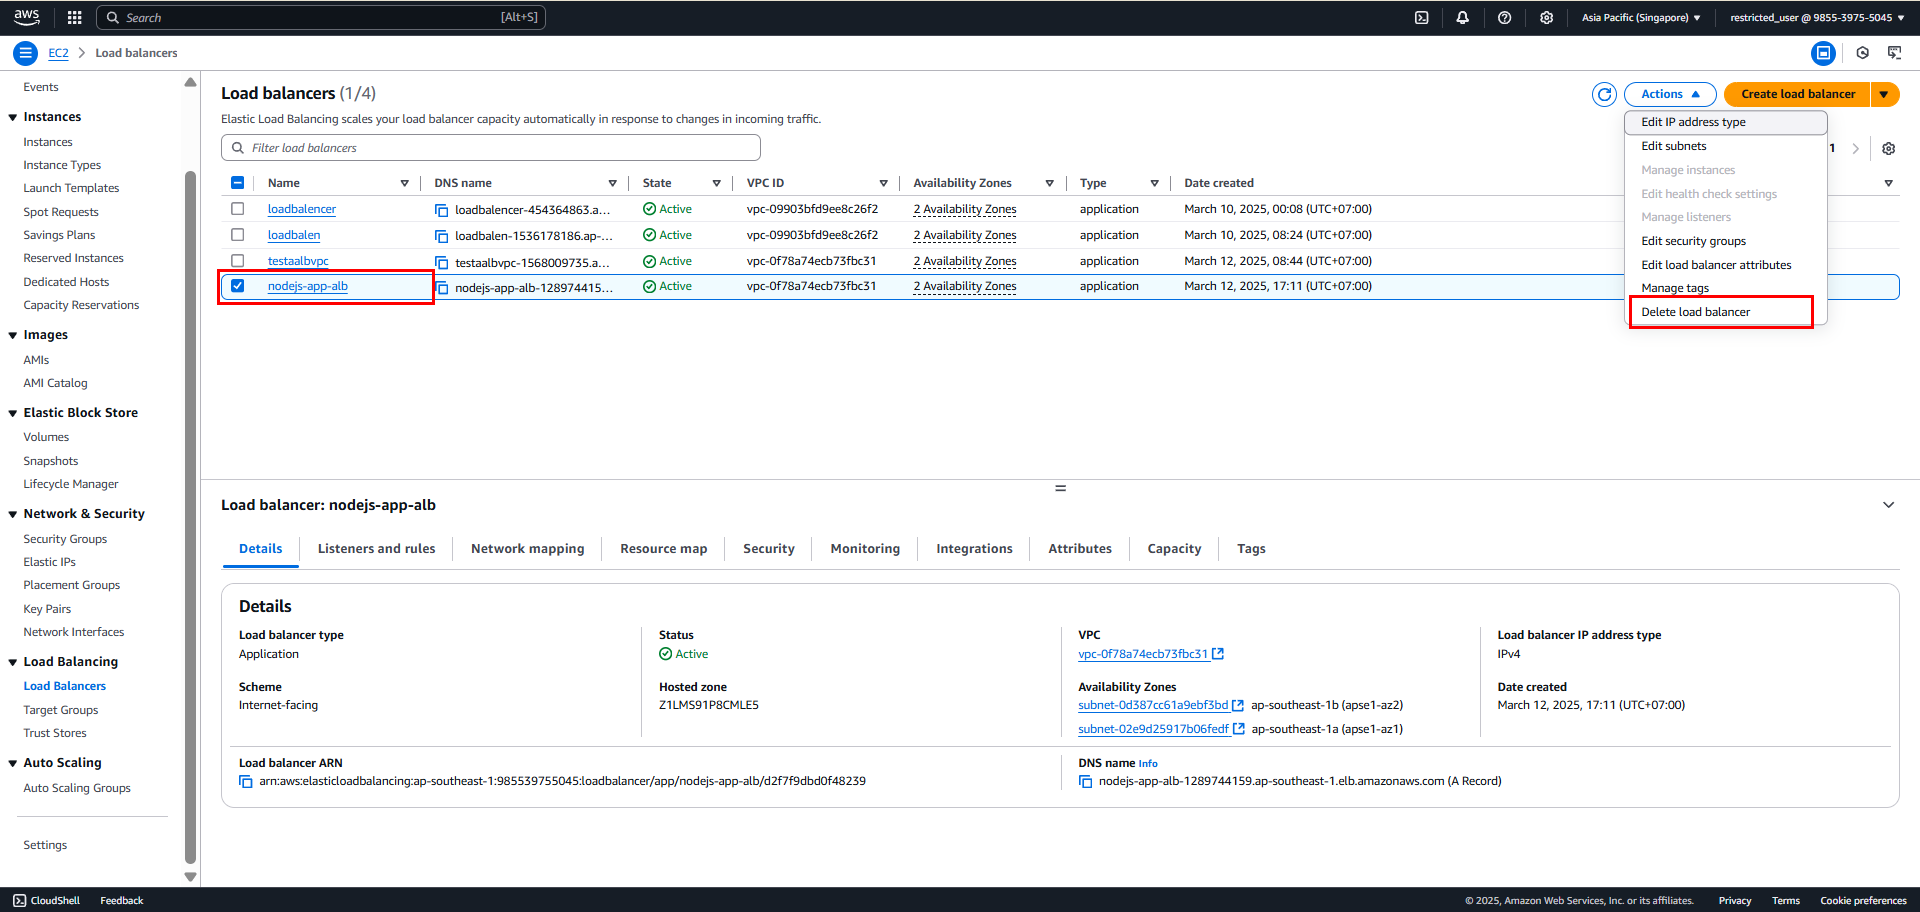 aws
Search [Alt+S]
Asia Pacific (Singapore) restricted_user @ 9855-3975-5045
EC2 Load balancers
Events
Instances
Instances
Instance Types
Launch Templates
Spot Requests
Savings Plans
Reserved Instances
Dedicated Hosts
Capacity Reservations
Images
AMIs
AMI Catalog
Elastic Block Store
Volumes
Snapshots
Lifecycle Manager
Network & Security
Security Groups
Elastic IPs
Placement Groups
Key Pairs
Network Interfaces
Load Balancing
Load Balancers
Target Groups
Trust Stores
Auto Scaling
Auto Scaling Groups
Settings
Load balancers (1/4)
Elastic Load Balancing scales your load balancer capacity automatically in response to changes in incoming traffic.
Actions Create load balancer
Filter load balancers
1
Name DNS name State VPC ID Availability Zones Type Date created
loadbalencer loadbalencer-454364863.a... Active vpc-09903bfd9ee8c26f2 2 Availability Zones application March 10, 2025, 00:08 (UTC+07:00)
loadbalen loadbalen-1536178186.ap-... Active vpc-09903bfd9ee8c26f2 2 Availability Zones application March 10, 2025, 08:24 (UTC+07:00)
testaalbvpc testaalbvpc-1568009735.a... Active vpc-0f78a74ecb73fbc31 2 Availability Zones application March 12, 2025, 08:44 (UTC+07:00)
nodejs-app-alb nodejs-app-alb-128974415... Active vpc-0f78a74ecb73fbc31 2 Availability Zones application March 12, 2025, 17:11 (UTC+07:00)
Edit IP address type
Edit subnets
Manage instances
Edit health check settings
Manage listeners
Edit security groups
Edit load balancer attributes
Manage tags
Delete load balancer
Load balancer: nodejs-app-alb
Details Listeners and rules Network mapping Resource map Security Monitoring Integrations Attributes Capacity Tags
Details
Load balancer type
Application
Status
Active
VPC
vpc-0f78a74ecb73fbc31
Load balancer IP address type
IPv4
Scheme
Internet-facing
Hosted zone
Z1LMS91P8CMLE5
Availability Zones
subnet-0d387cc61a9ebf3bd ap-southeast-1b (apse1-az2)
subnet-02e9d25917b06fedf ap-southeast-1a (apse1-az1)
Date created
March 12, 2025, 17:11 (UTC+07:00)
Load balancer ARN
arn:aws:elasticloadbalancing:ap-southeast-1:985539755045:loadbalancer/app/nodejs-app-alb/d2f7f9dbd0f48239
DNS name Info
nodejs-app-alb-1289744159.ap-southeast-1.elb.amazonaws.com (A Record)
CloudShell Feedback
© 2025, Amazon Web Services, Inc. or its affiliates. Privacy Terms Cookie preferences